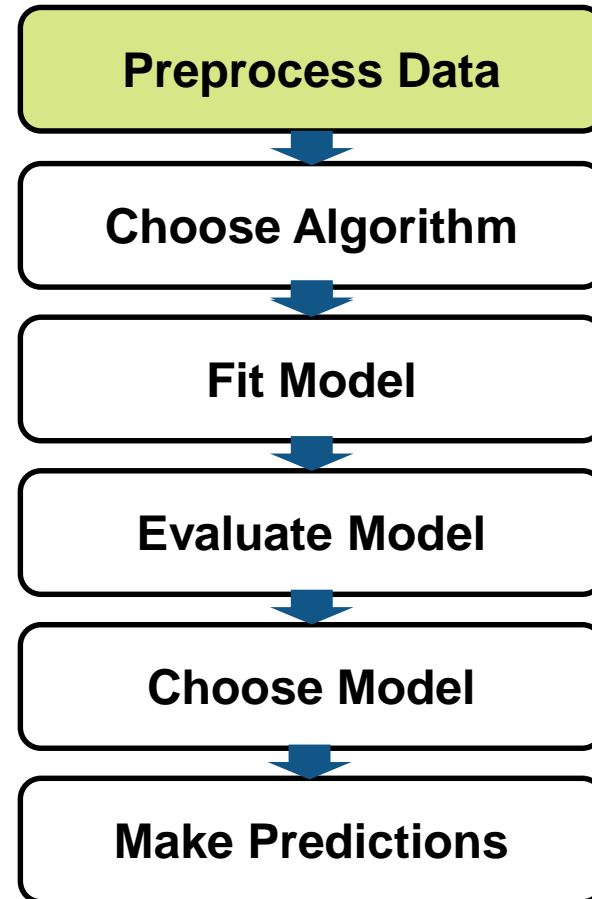 Preprocess Data
Choose Algorithm
Fit Model
Evaluate Model
Choose Model
Make Predictions